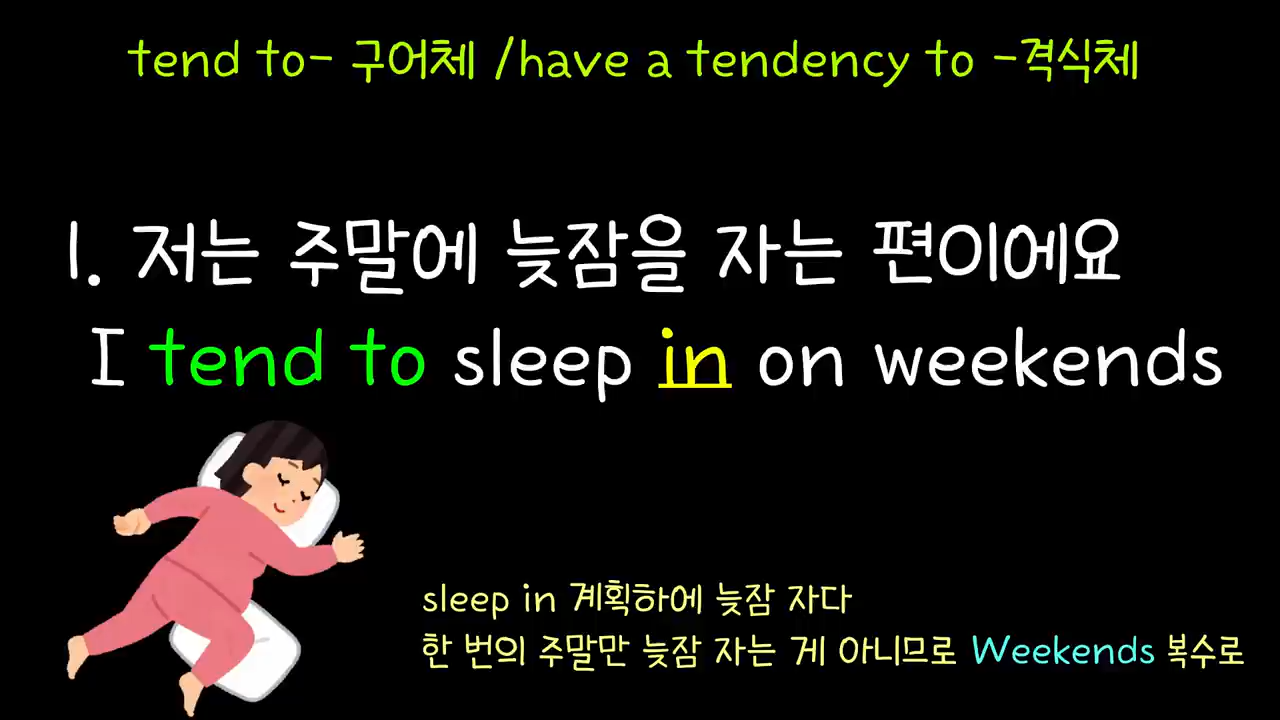 tend to- 구어체 /have a tendency to -격식체
1. 저는 주말에 늦잠을 자는 편이에요
I tend to sleep in on weekends
sleep in 계획하에 늦잠 자다
한 번의 주말만 늦잠 자는 게 아니므로 Weekends 복수로